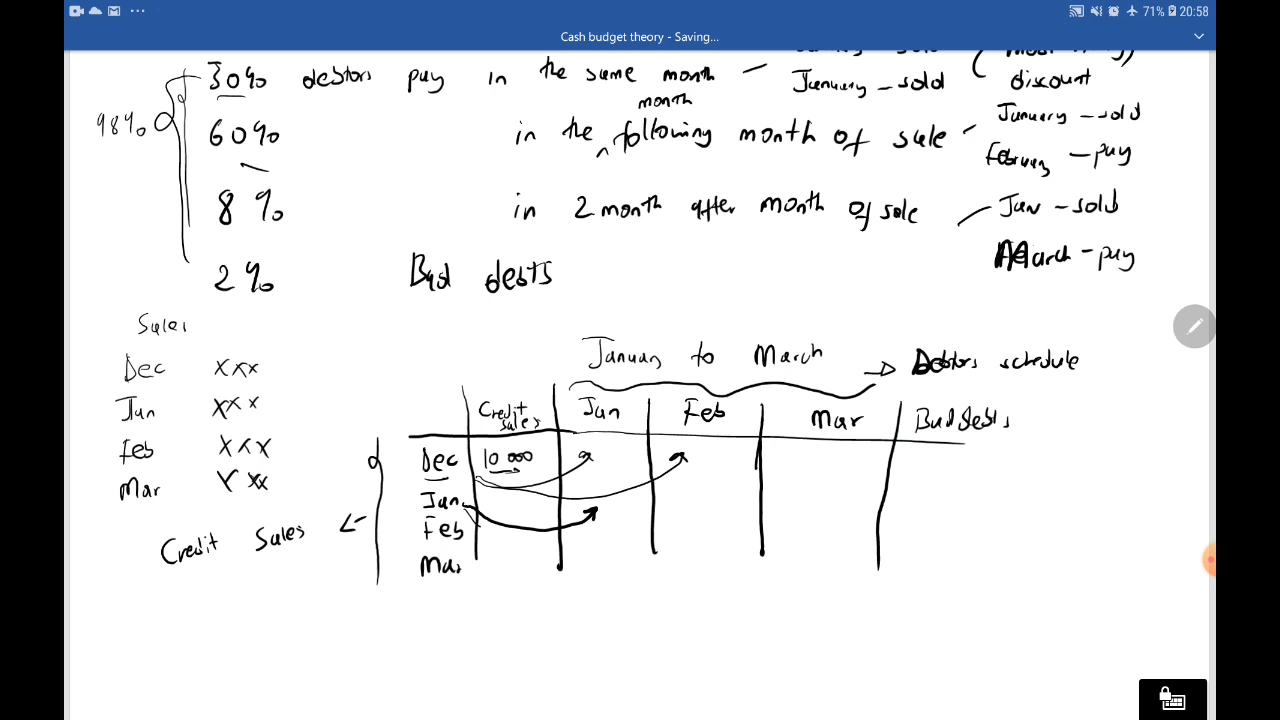 71% 20:58
Cash budget theory - Saving...
30% debtors pay in the same month — January - sold
discount
98%
60% in the month following month of sale - January - sold
February - pay
8% in 2 month after month of sale - Jan - sold
March - pay
2% Bad debts
Sales
Dec xxx
Jan xxx
Feb xxx
Mar xxx
Credit Sales
January to March → Debtors schedule
Credit sales Jan Feb Mar Bad debts
Dec 10 000
Jan
Feb
Mar